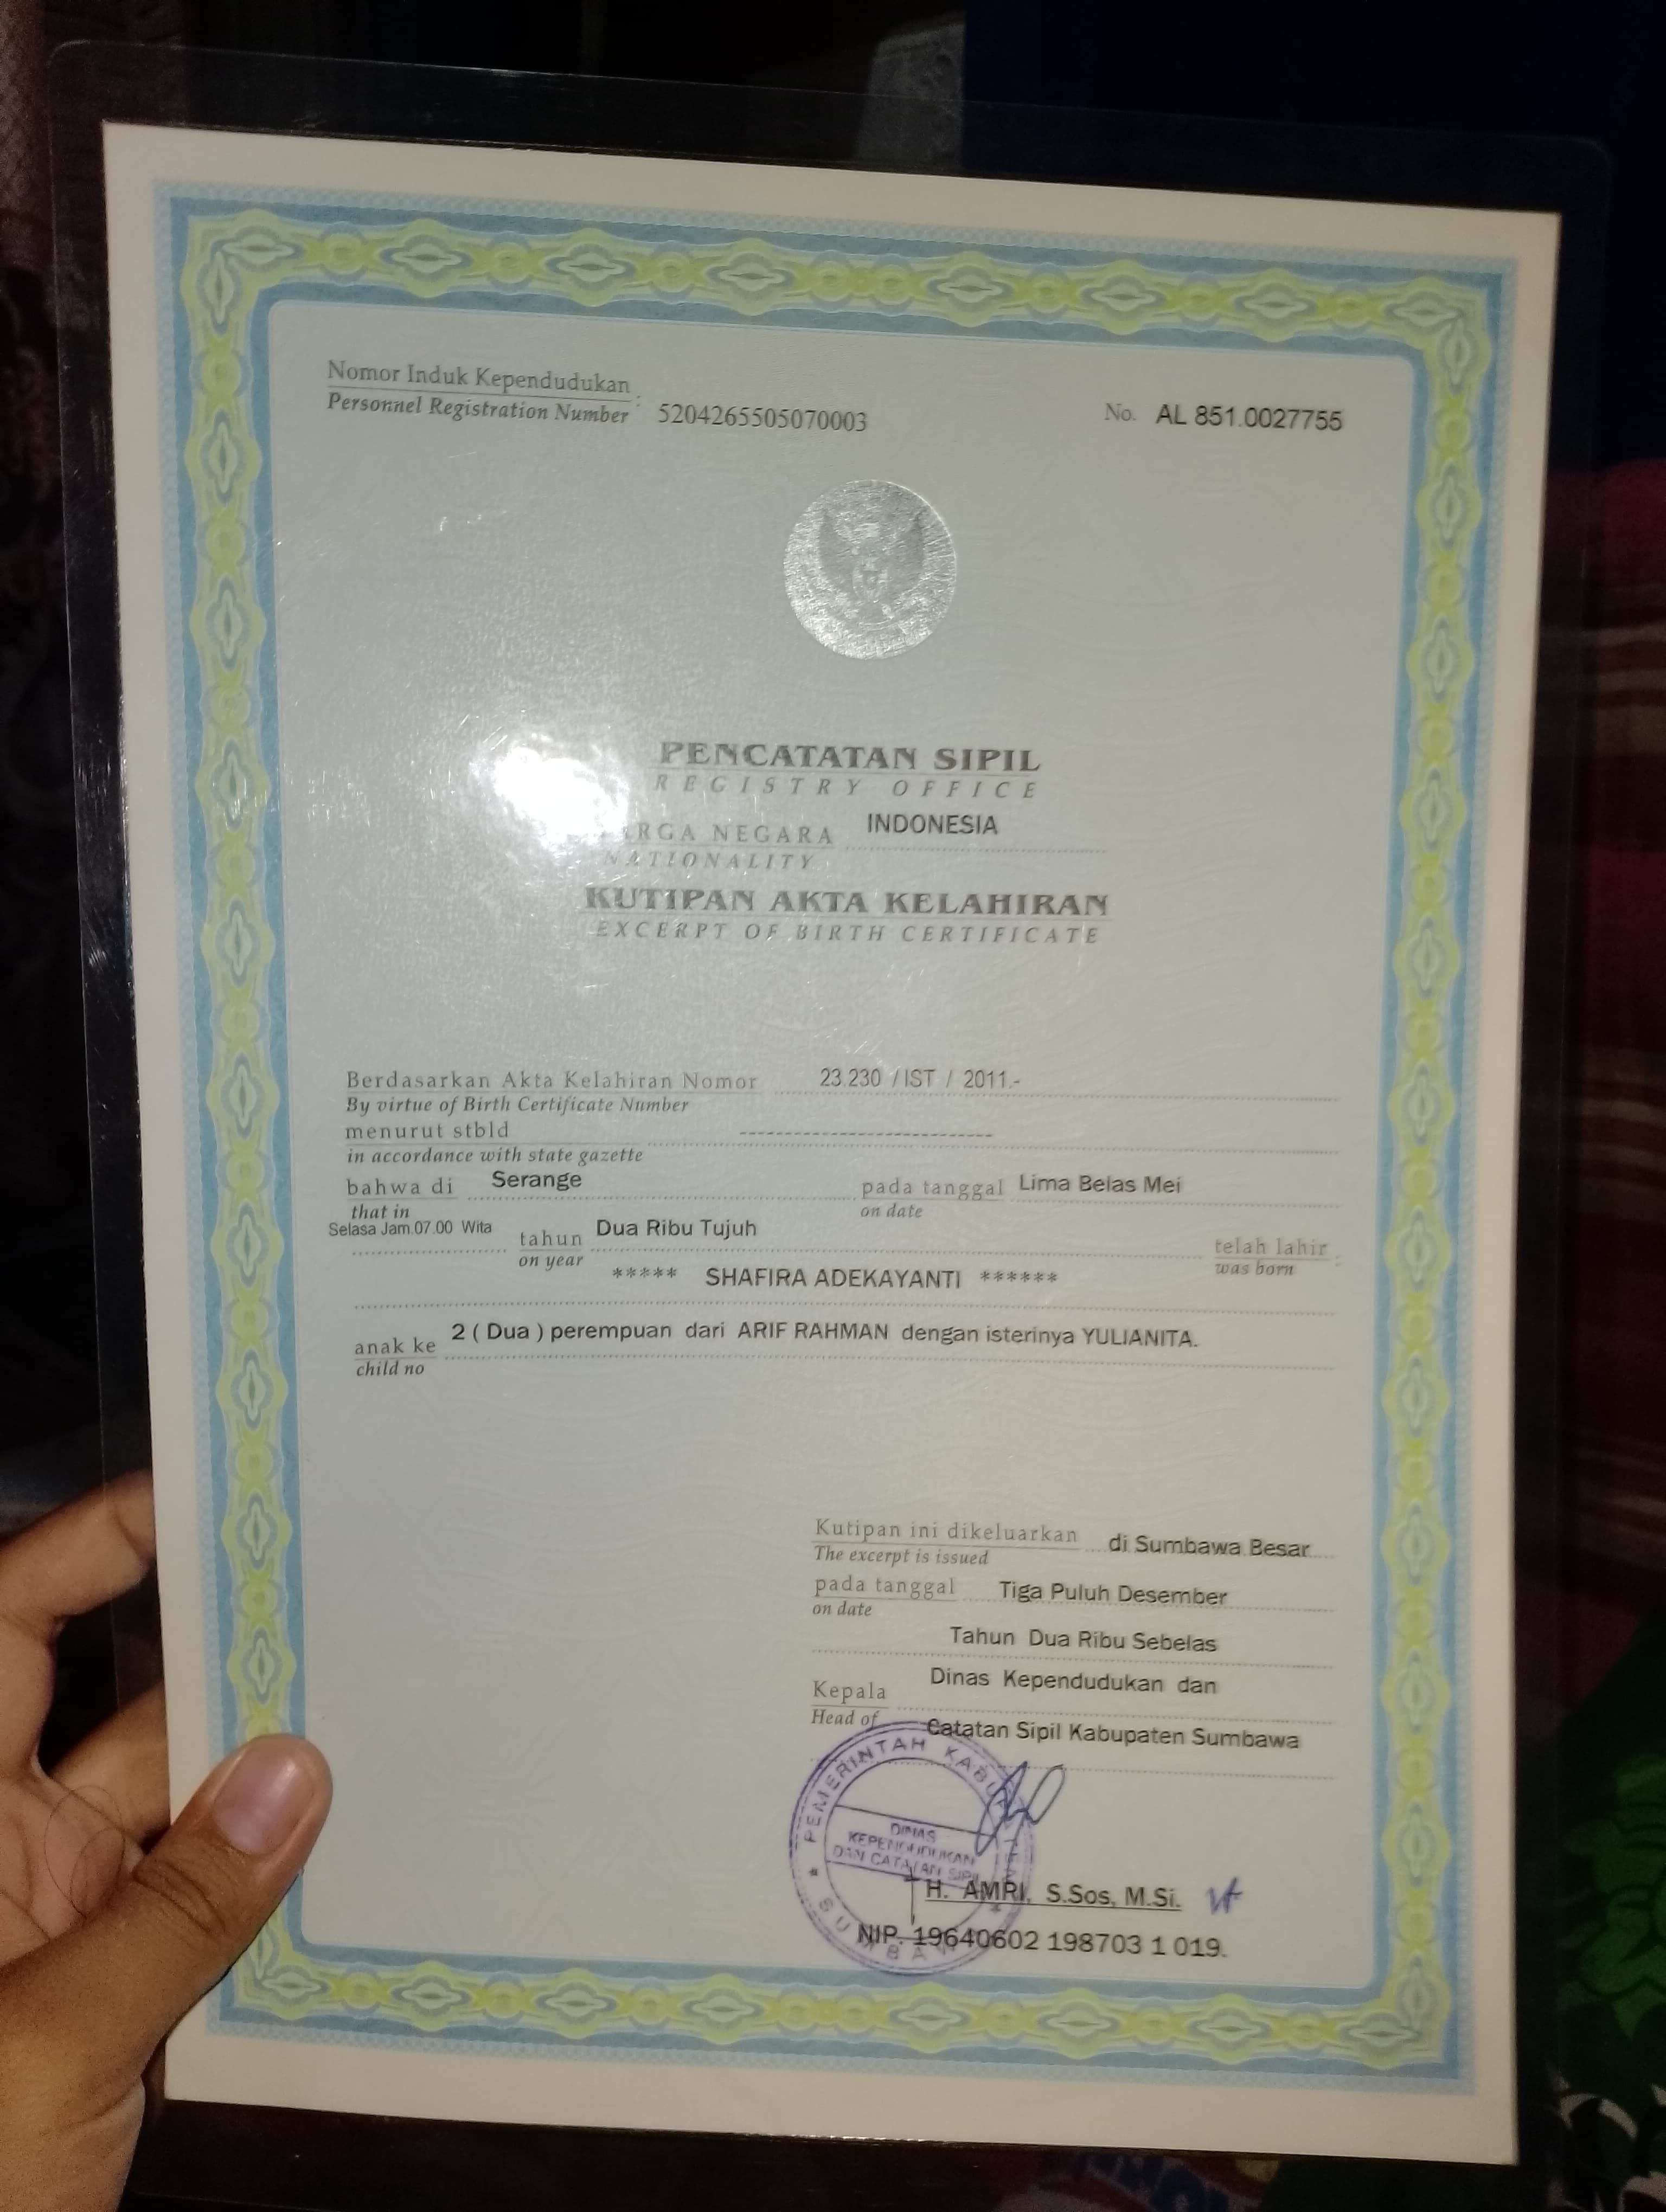 Nomor Induk Kependudukan
Personnel Registration Number : 5204265505070003
No. AL 851.0027755
PENCATATAN SIPIL
REGISTRY OFFICE
NEGARA INDONESIA
NATIONALITY
KUTIPAN AKTA KELAHIRAN
EXCERPT OF BIRTH CERTIFICATE
Berdasarkan Akta Kelahiran Nomor 23.230 / IST / 2011.-
By virtue of Birth Certificate Number
menurut stbld --------------------------
in accordance with state gazette
bahwa di Serange pada tanggal Lima Belas Mei
that in on date
Selasa Jam.07.00 Wita tahun Dua Ribu Tujuh telah lahir :
on year was born
***** SHAFIRA ADEKAYANTI ******
anak ke 2 ( Dua ) perempuan dari ARIF RAHMAN dengan isterinya YULIANITA.
child no
Kutipan ini dikeluarkan di Sumbawa Besar
The excerpt is issued
pada tanggal Tiga Puluh Desember
on date
Tahun Dua Ribu Sebelas
Kepala Dinas Kependudukan dan
Head of Catatan Sipil Kabupaten Sumbawa
PEMERINTAH
DINAS
KEPENDUDUKAN
DAN CATATAN SIPIL
H. AMRI, S.Sos, M.Si.
NIP. 19640602 198703 1 019.